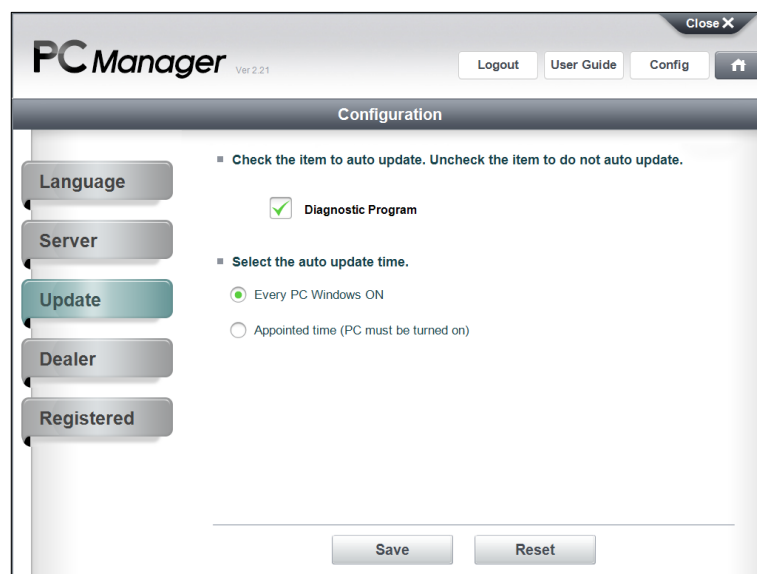 Close
PC Manager Ver 2.21
Logout User Guide Config
Configuration
Check the item to auto update. Uncheck the item to do not auto update.
Diagnostic Program
Select the auto update time.
Every PC Windows ON
Appointed time (PC must be turned on)
Language
Server
Update
Dealer
Registered
Save Reset